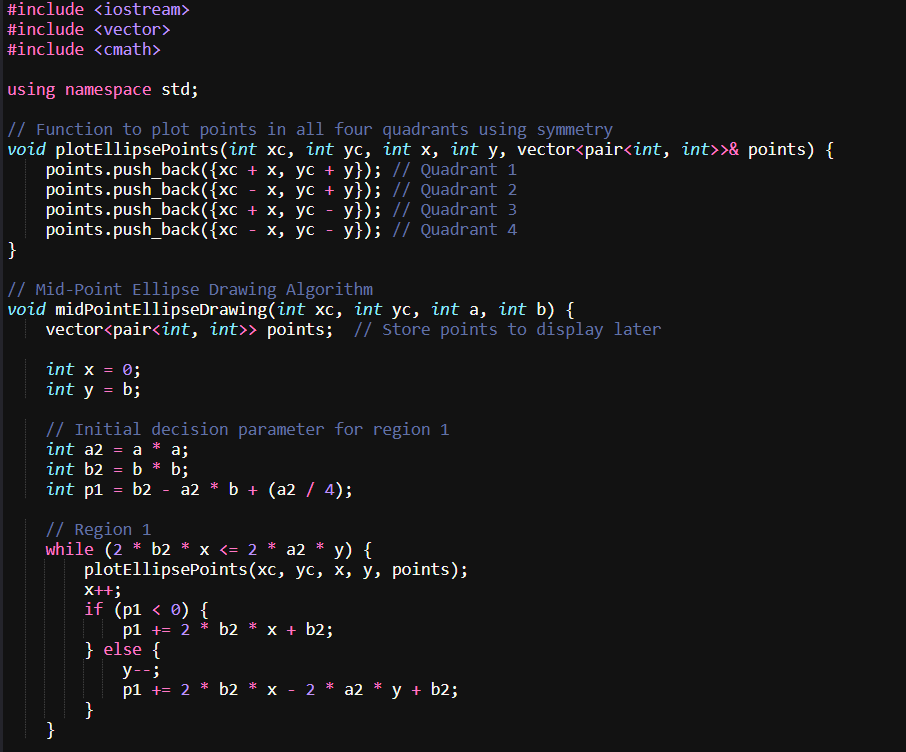 #include <iostream>
#include <vector>
#include <cmath>
using namespace std;
// Function to plot points in all four quadrants using symmetry
void plotEllipsePoints(int xc, int yc, int x, int y, vector<pair<int, int>>& points) {
    points.push_back({xc + x, yc + y}); // Quadrant 1
    points.push_back({xc - x, yc + y}); // Quadrant 2
    points.push_back({xc + x, yc - y}); // Quadrant 3
    points.push_back({xc - x, yc - y}); // Quadrant 4
}
// Mid-Point Ellipse Drawing Algorithm
void midPointEllipseDrawing(int xc, int yc, int a, int b) {
    vector<pair<int, int>> points;  // Store points to display later
    int x = 0;
    int y = b;
    // Initial decision parameter for region 1
    int a2 = a * a;
    int b2 = b * b;
    int p1 = b2 - a2 * b + (a2 / 4);
    // Region 1
    while (2 * b2 * x <= 2 * a2 * y) {
        plotEllipsePoints(xc, yc, x, y, points);
        x++;
        if (p1 < 0) {
            p1 += 2 * b2 * x + b2;
        } else {
            y--;
            p1 += 2 * b2 * x - 2 * a2 * y + b2;
        }
    }